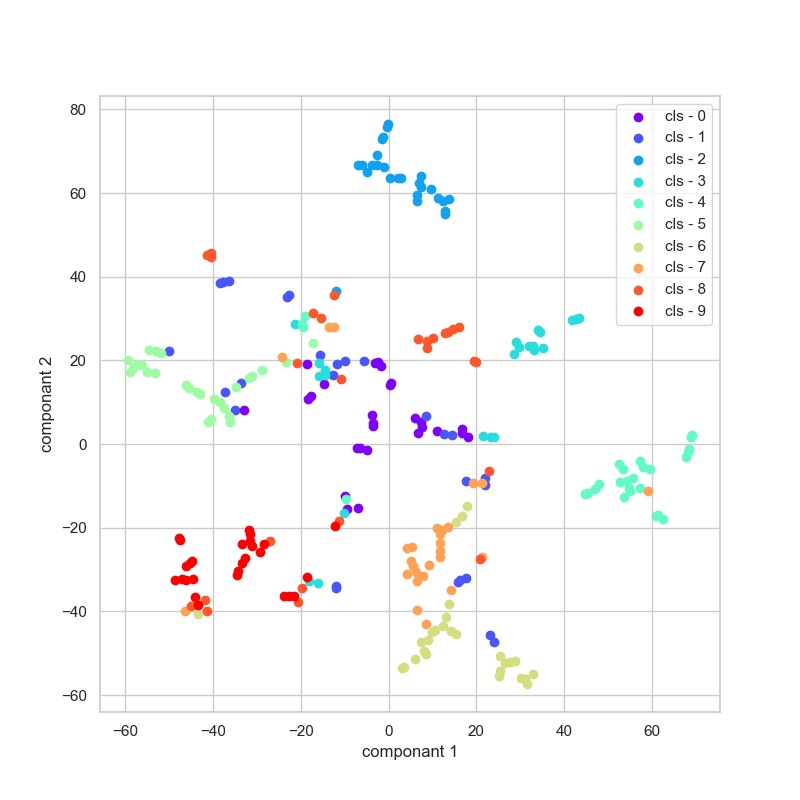 80
60
40
20
0
−20
−40
−60
componant 2
−60 −40 −20 0 20 40 60
componant 1
cls - 0
cls - 1
cls - 2
cls - 3
cls - 4
cls - 5
cls - 6
cls - 7
cls - 8
cls - 9